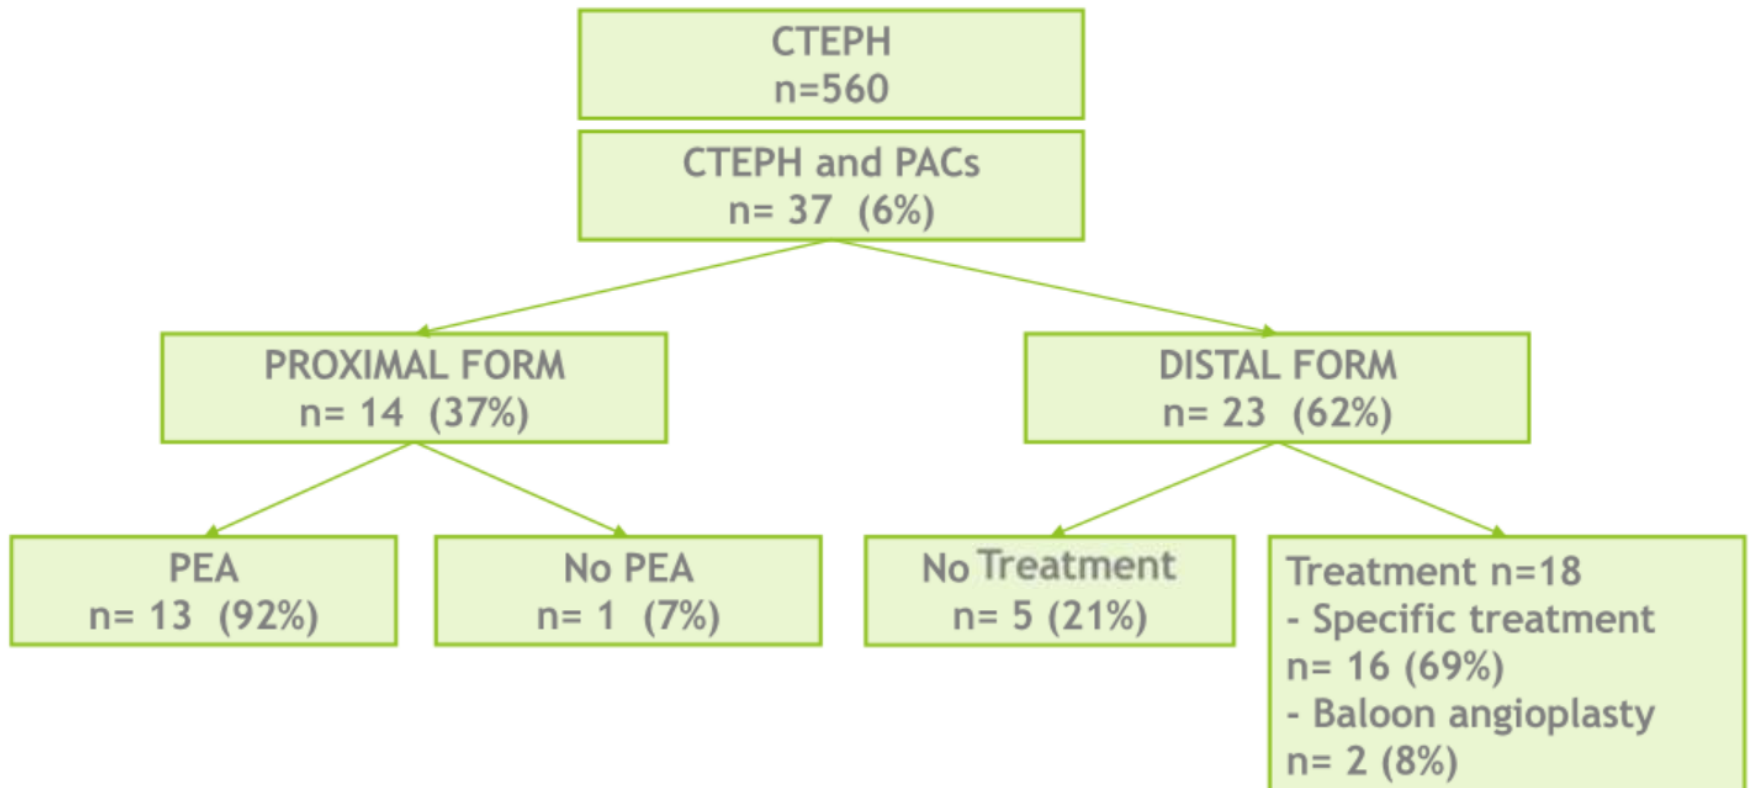 CTEPH
n=560
CTEPH and PACs
n= 37 (6%)
PROXIMAL FORM
n= 14 (37%)
DISTAL FORM
n= 23 (62%)
PEA
n= 13 (92%)
No PEA
n= 1 (7%)
No Treatment
n= 5 (21%)
Treatment n=18
- Specific treatment
n= 16 (69%)
- Baloon angioplasty
n= 2 (8%)